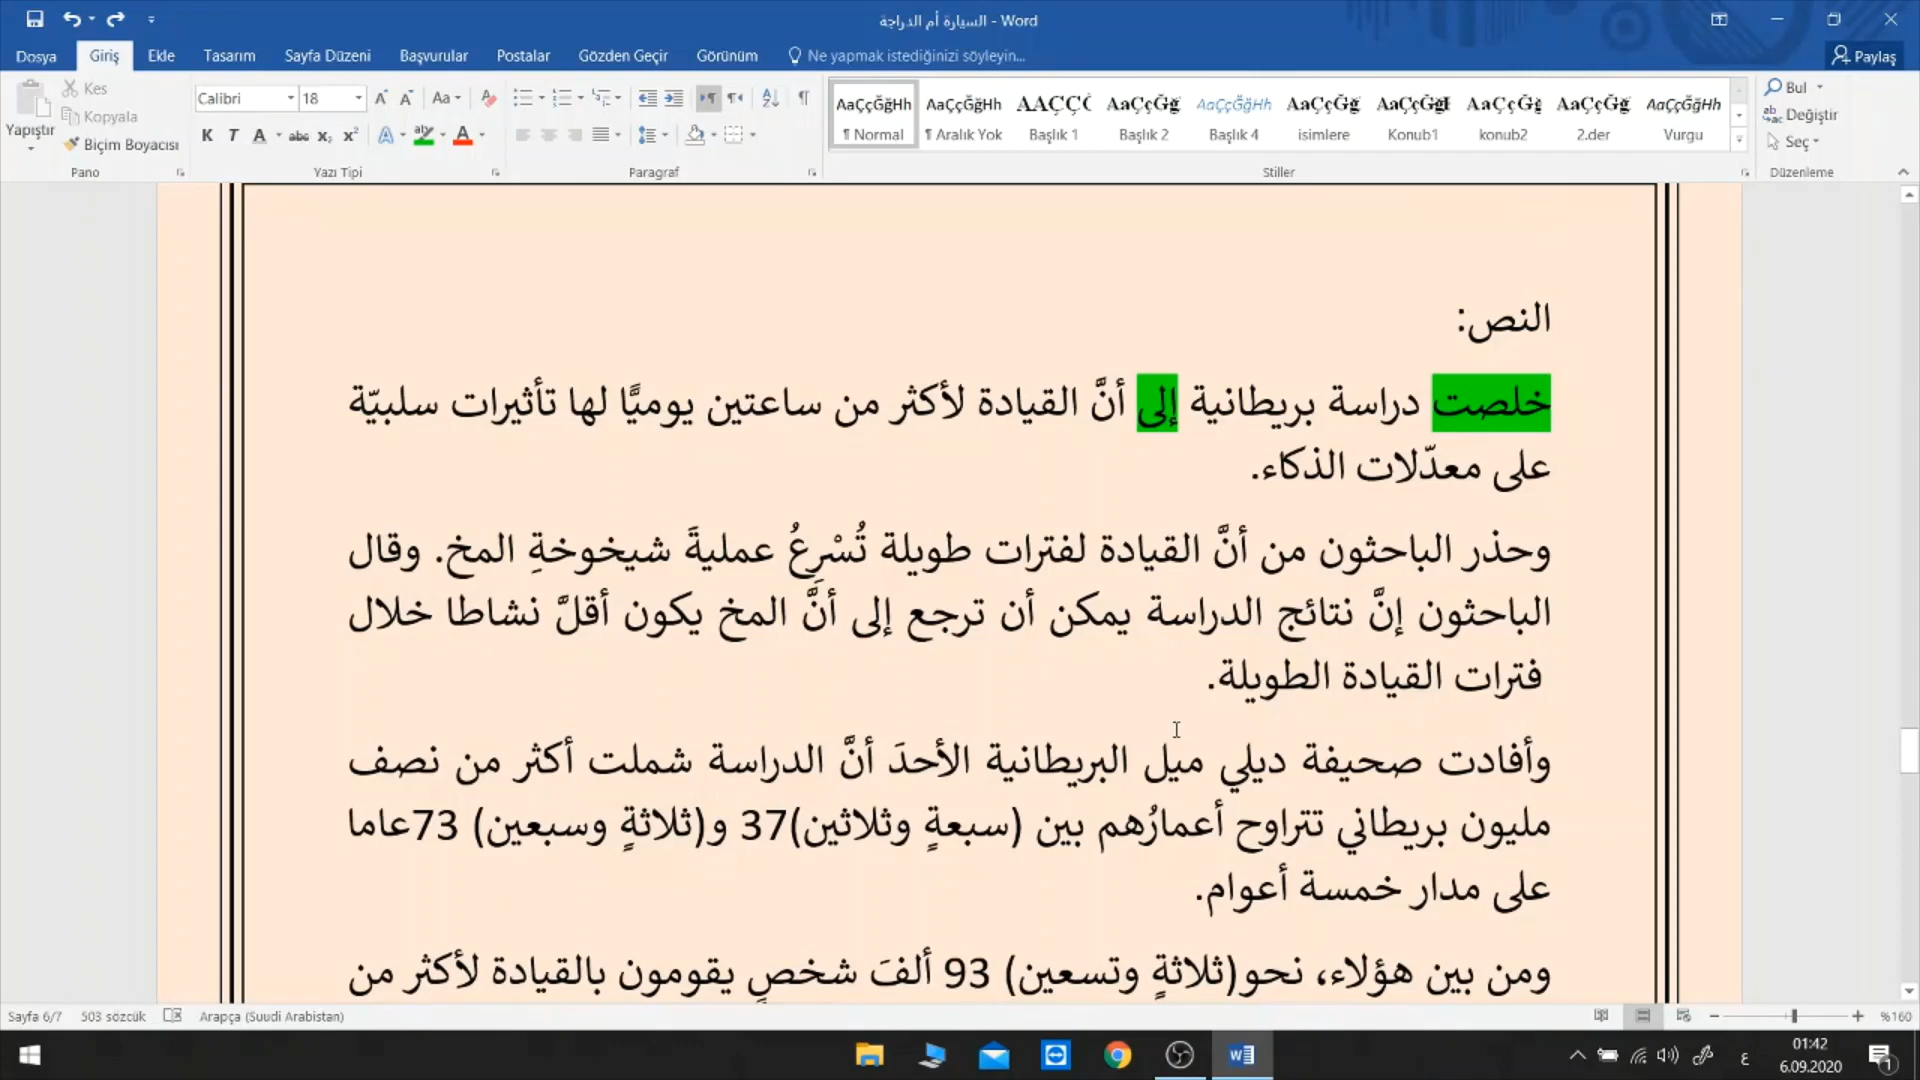 السيارة أم الدراجة - Word
Dosya Giriş Ekle Tasarım Sayfa Düzeni Başvurular Postalar Gözden Geçir Görünüm Ne yapmak istediğinizi söyleyin... Paylaş
Yapıştır
Kes
Kopyala
Biçim Boyacısı
Pano
Calibri 18
K T A abc x₂ x²
Yazı Tipi
Paragraf
AaÇçĞğHh AaÇçĞğHh AAÇÇĞ AaÇçĞğ AaÇçĞğHh AaÇçĞğ AaÇçĞğH AaÇçĞğ AaÇçĞğ AaÇçĞğHh
¶ Normal ¶ Aralık Yok Başlık 1 Başlık 2 Başlık 4 isimlere Konub1 konub2 2.der Vurgu
Stiller
Bul
Değiştir
Seç
Düzenleme
النص:
خلصت دراسة بريطانية إلى أنَّ القيادة لأكثر من ساعتين يوميًّا لها تأثيرات سلبيّة
على معدّلات الذكاء.
وحذر الباحثون من أنَّ القيادة لفترات طويلة تُسْرِعُ عمليةَ شيخوخةِ المخ. وقال
الباحثون إنَّ نتائج الدراسة يمكن أن ترجع إلى أنَّ المخ يكون أقلَّ نشاطا خلال
فترات القيادة الطويلة.
وأفادت صحيفة ديلي ميل البريطانية الأحدَ أنَّ الدراسة شملت أكثر من نصف
مليون بريطاني تتراوح أعمارُهم بين (سبعةٍ وثلاثين)37 و(ثلاثةٍ وسبعين) 73عاما
على مدار خمسة أعوام.
ومن بين هؤلاء، نحو(ثلاثةٍ وتسعين) 93 ألفَ شخصٍ يقومون بالقيادة لأكثر من
Sayfa 6/7 503 sözcük Arapça (Suudi Arabistan) %160
ع 01:42
6.09.2020
1